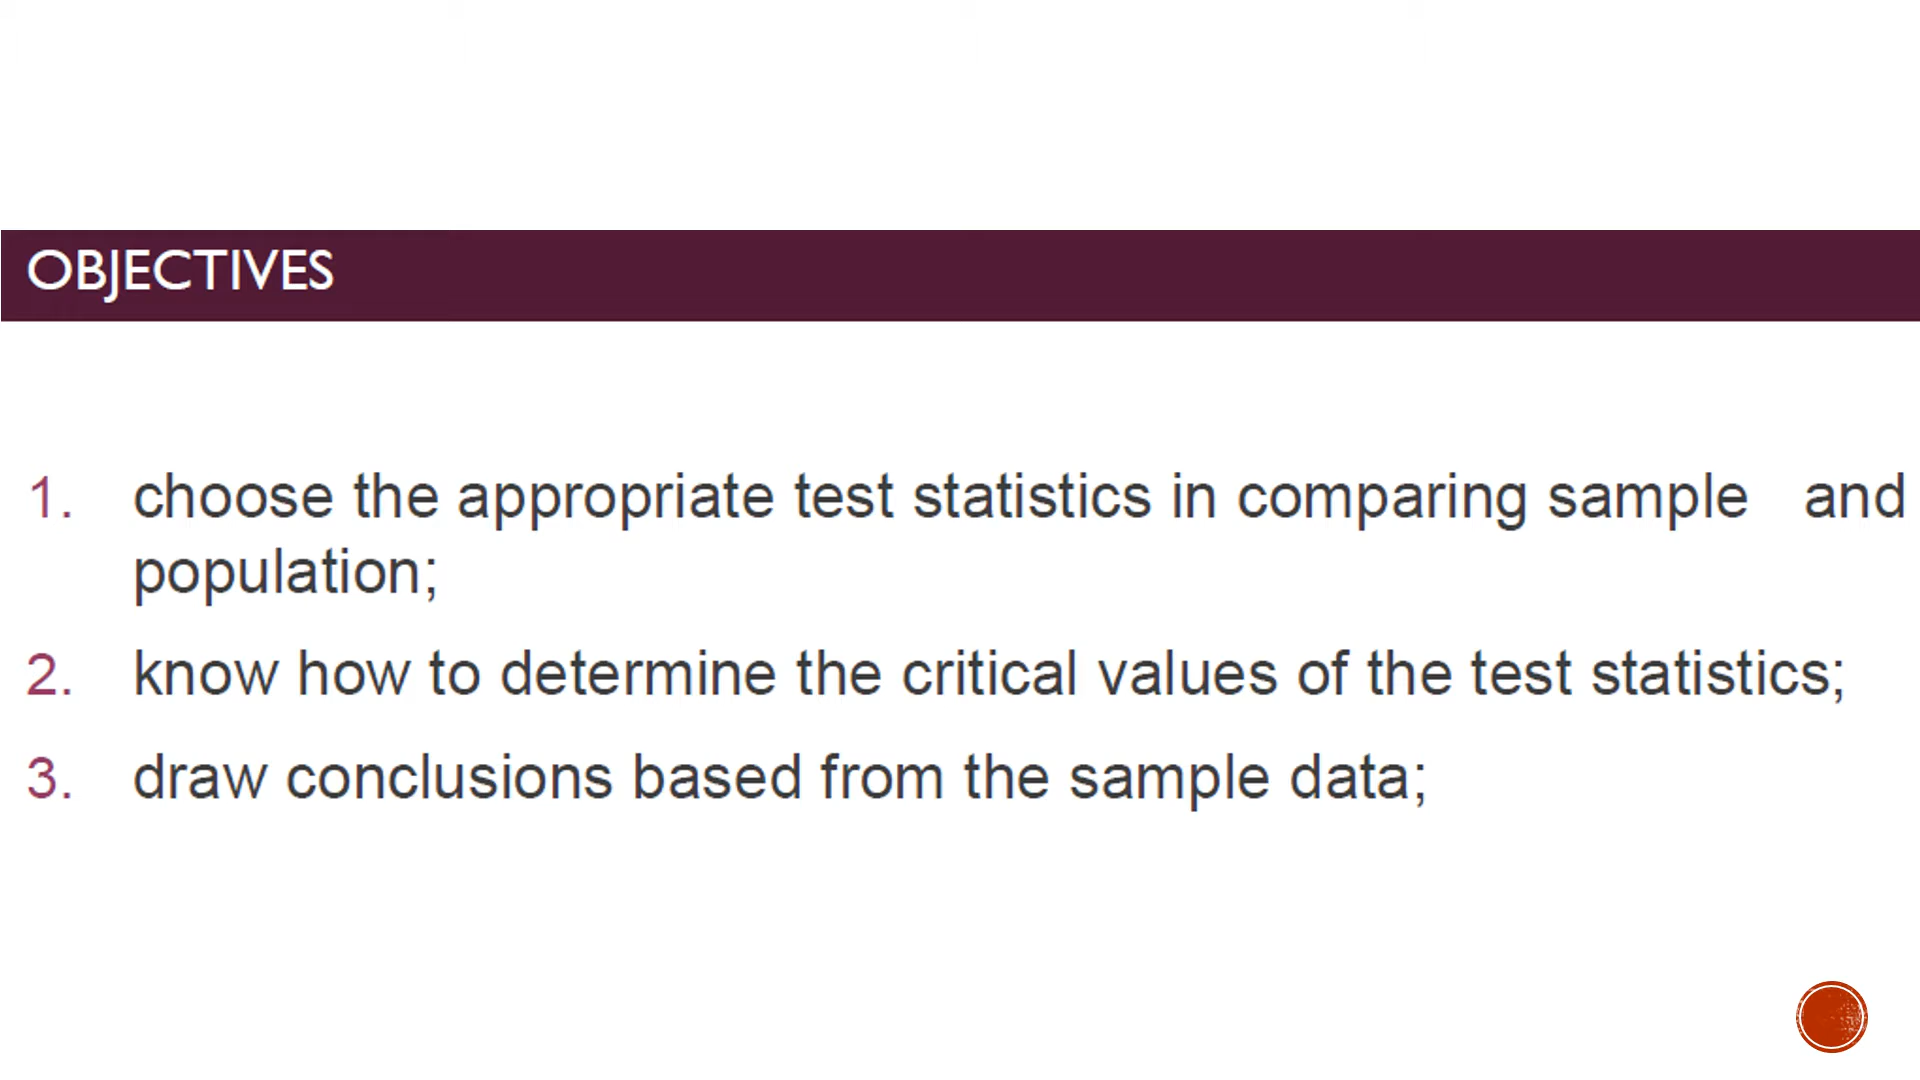 OBJECTIVES
1. choose the appropriate test statistics in comparing sample and
population;
2. know how to determine the critical values of the test statistics;
3. draw conclusions based from the sample data;